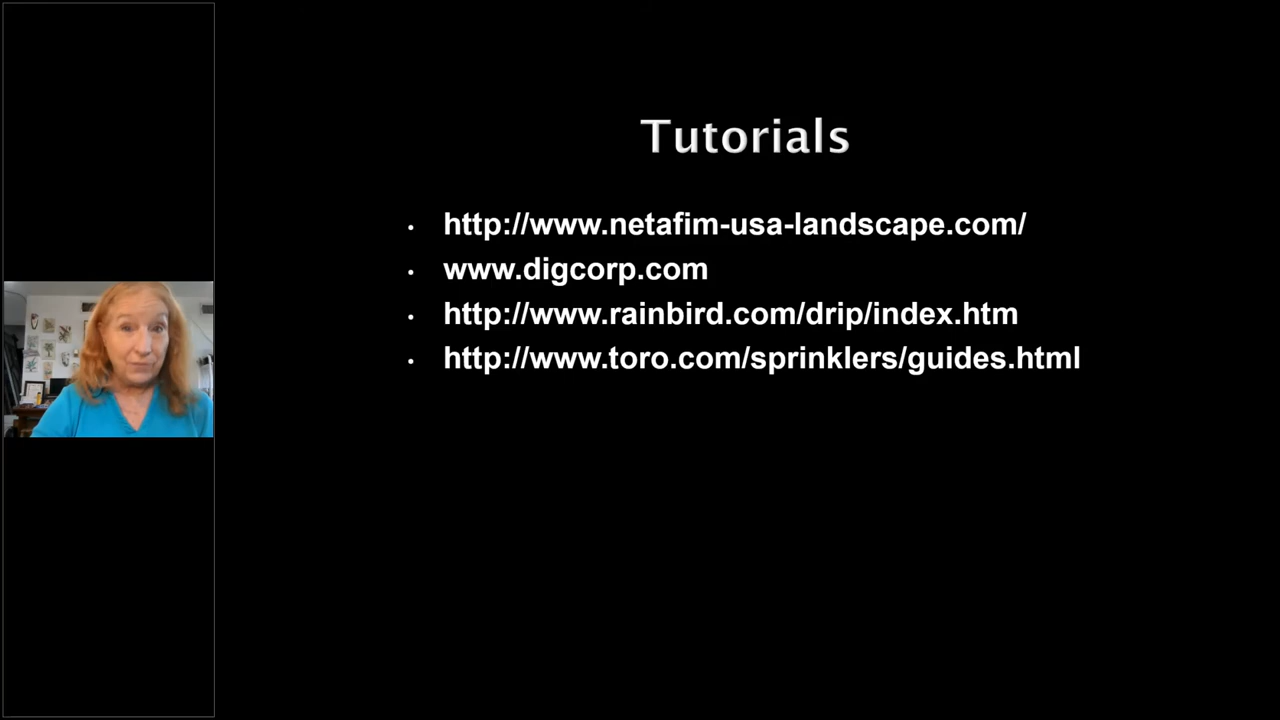 Tutorials
• http://www.netafim-usa-landscape.com/
• www.digcorp.com
• http://www.rainbird.com/drip/index.htm
• http://www.toro.com/sprinklers/guides.html